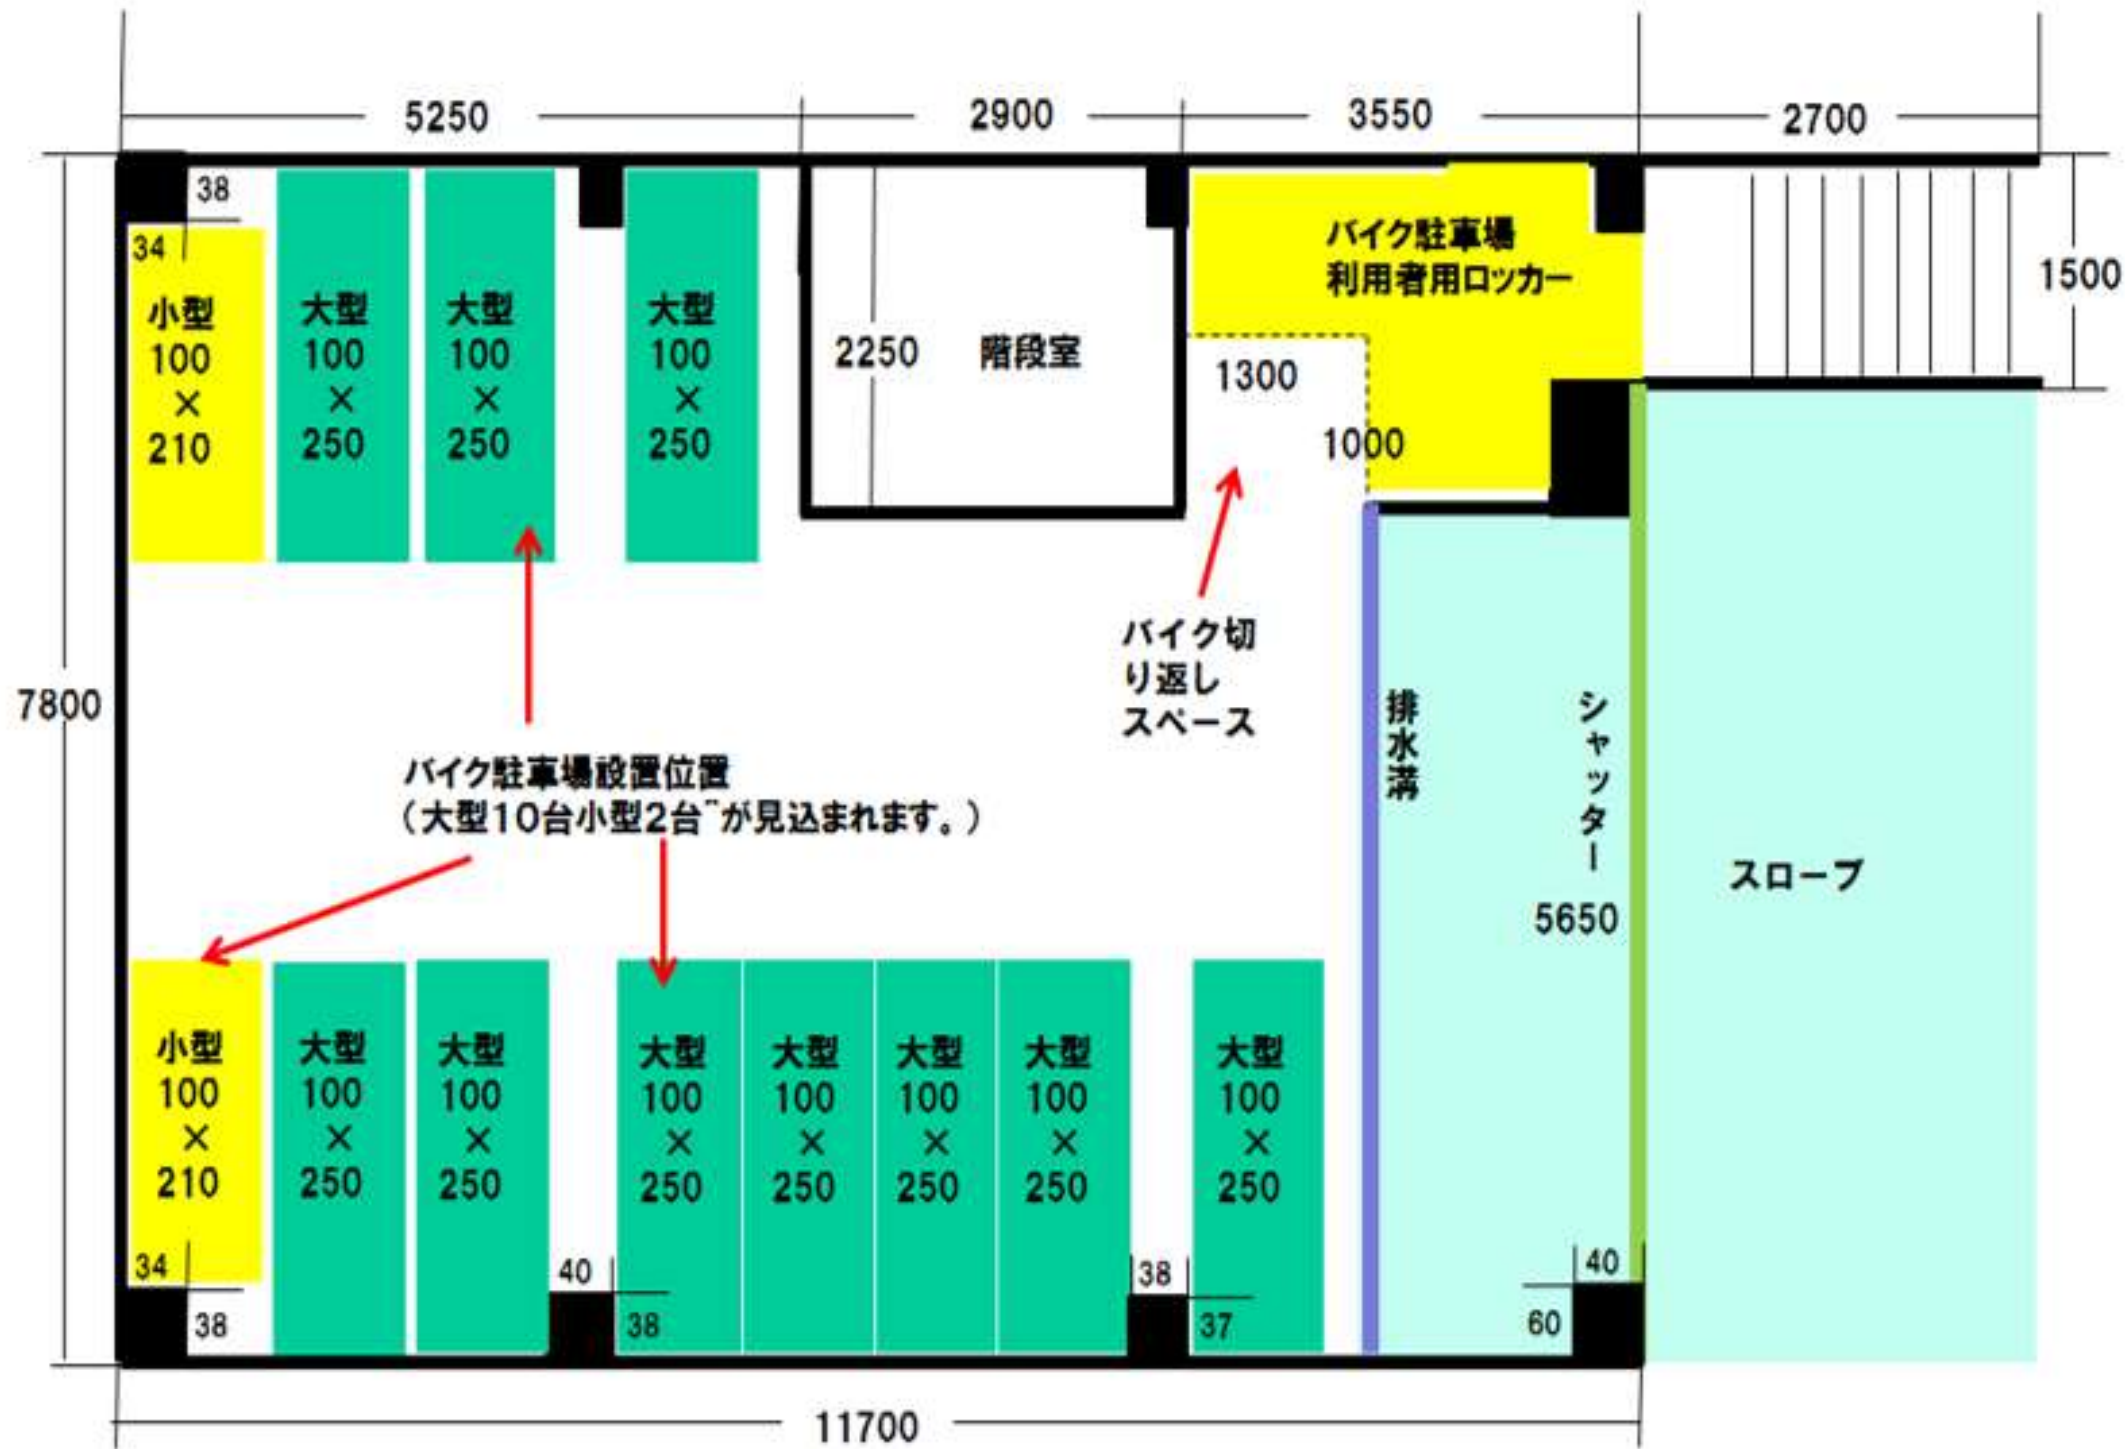 5250
2900
3550
2700
38
34
小型
100
×
210
大型
100
×
250
大型
100
×
250
大型
100
×
250
2250
階段室
バイク駐車場
利用者用ロッカー
1500
1300
1000
7800
バイク切
り返し
スペース
排水溝
シャッター
5650
スロープ
バイク駐車場設置位置
（大型10台小型2台¨が見込まれます。）
小型
100
×
210
大型
100
×
250
大型
100
×
250
大型
100
×
250
大型
100
×
250
大型
100
×
250
大型
100
×
250
大型
100
×
250
34
38
40
38
38
37
40
60
11700